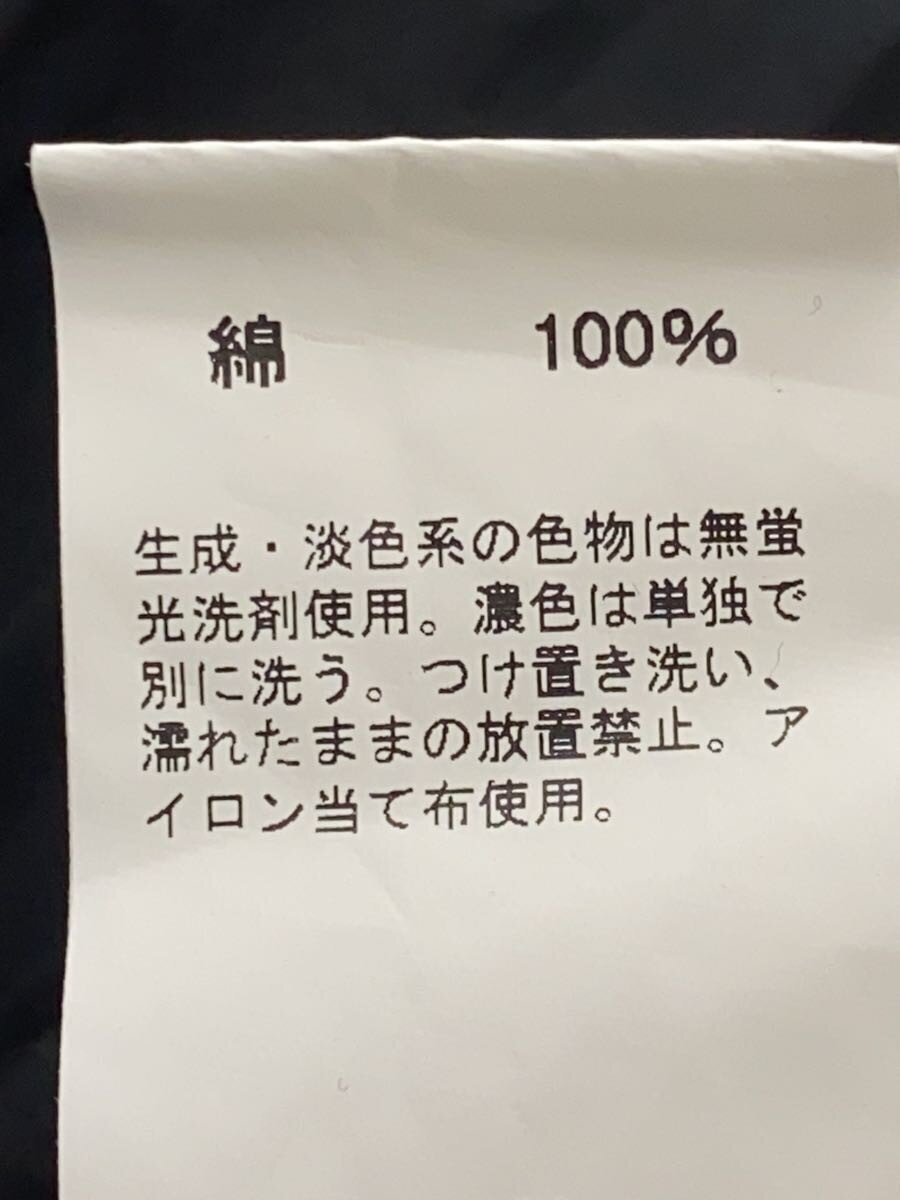 綿 100%
生成・淡色系の色物は無蛍
光洗剤使用。濃色は単独で
別に洗う。つけ置き洗い、
濡れたままの放置禁止。ア
イロン当て布使用。